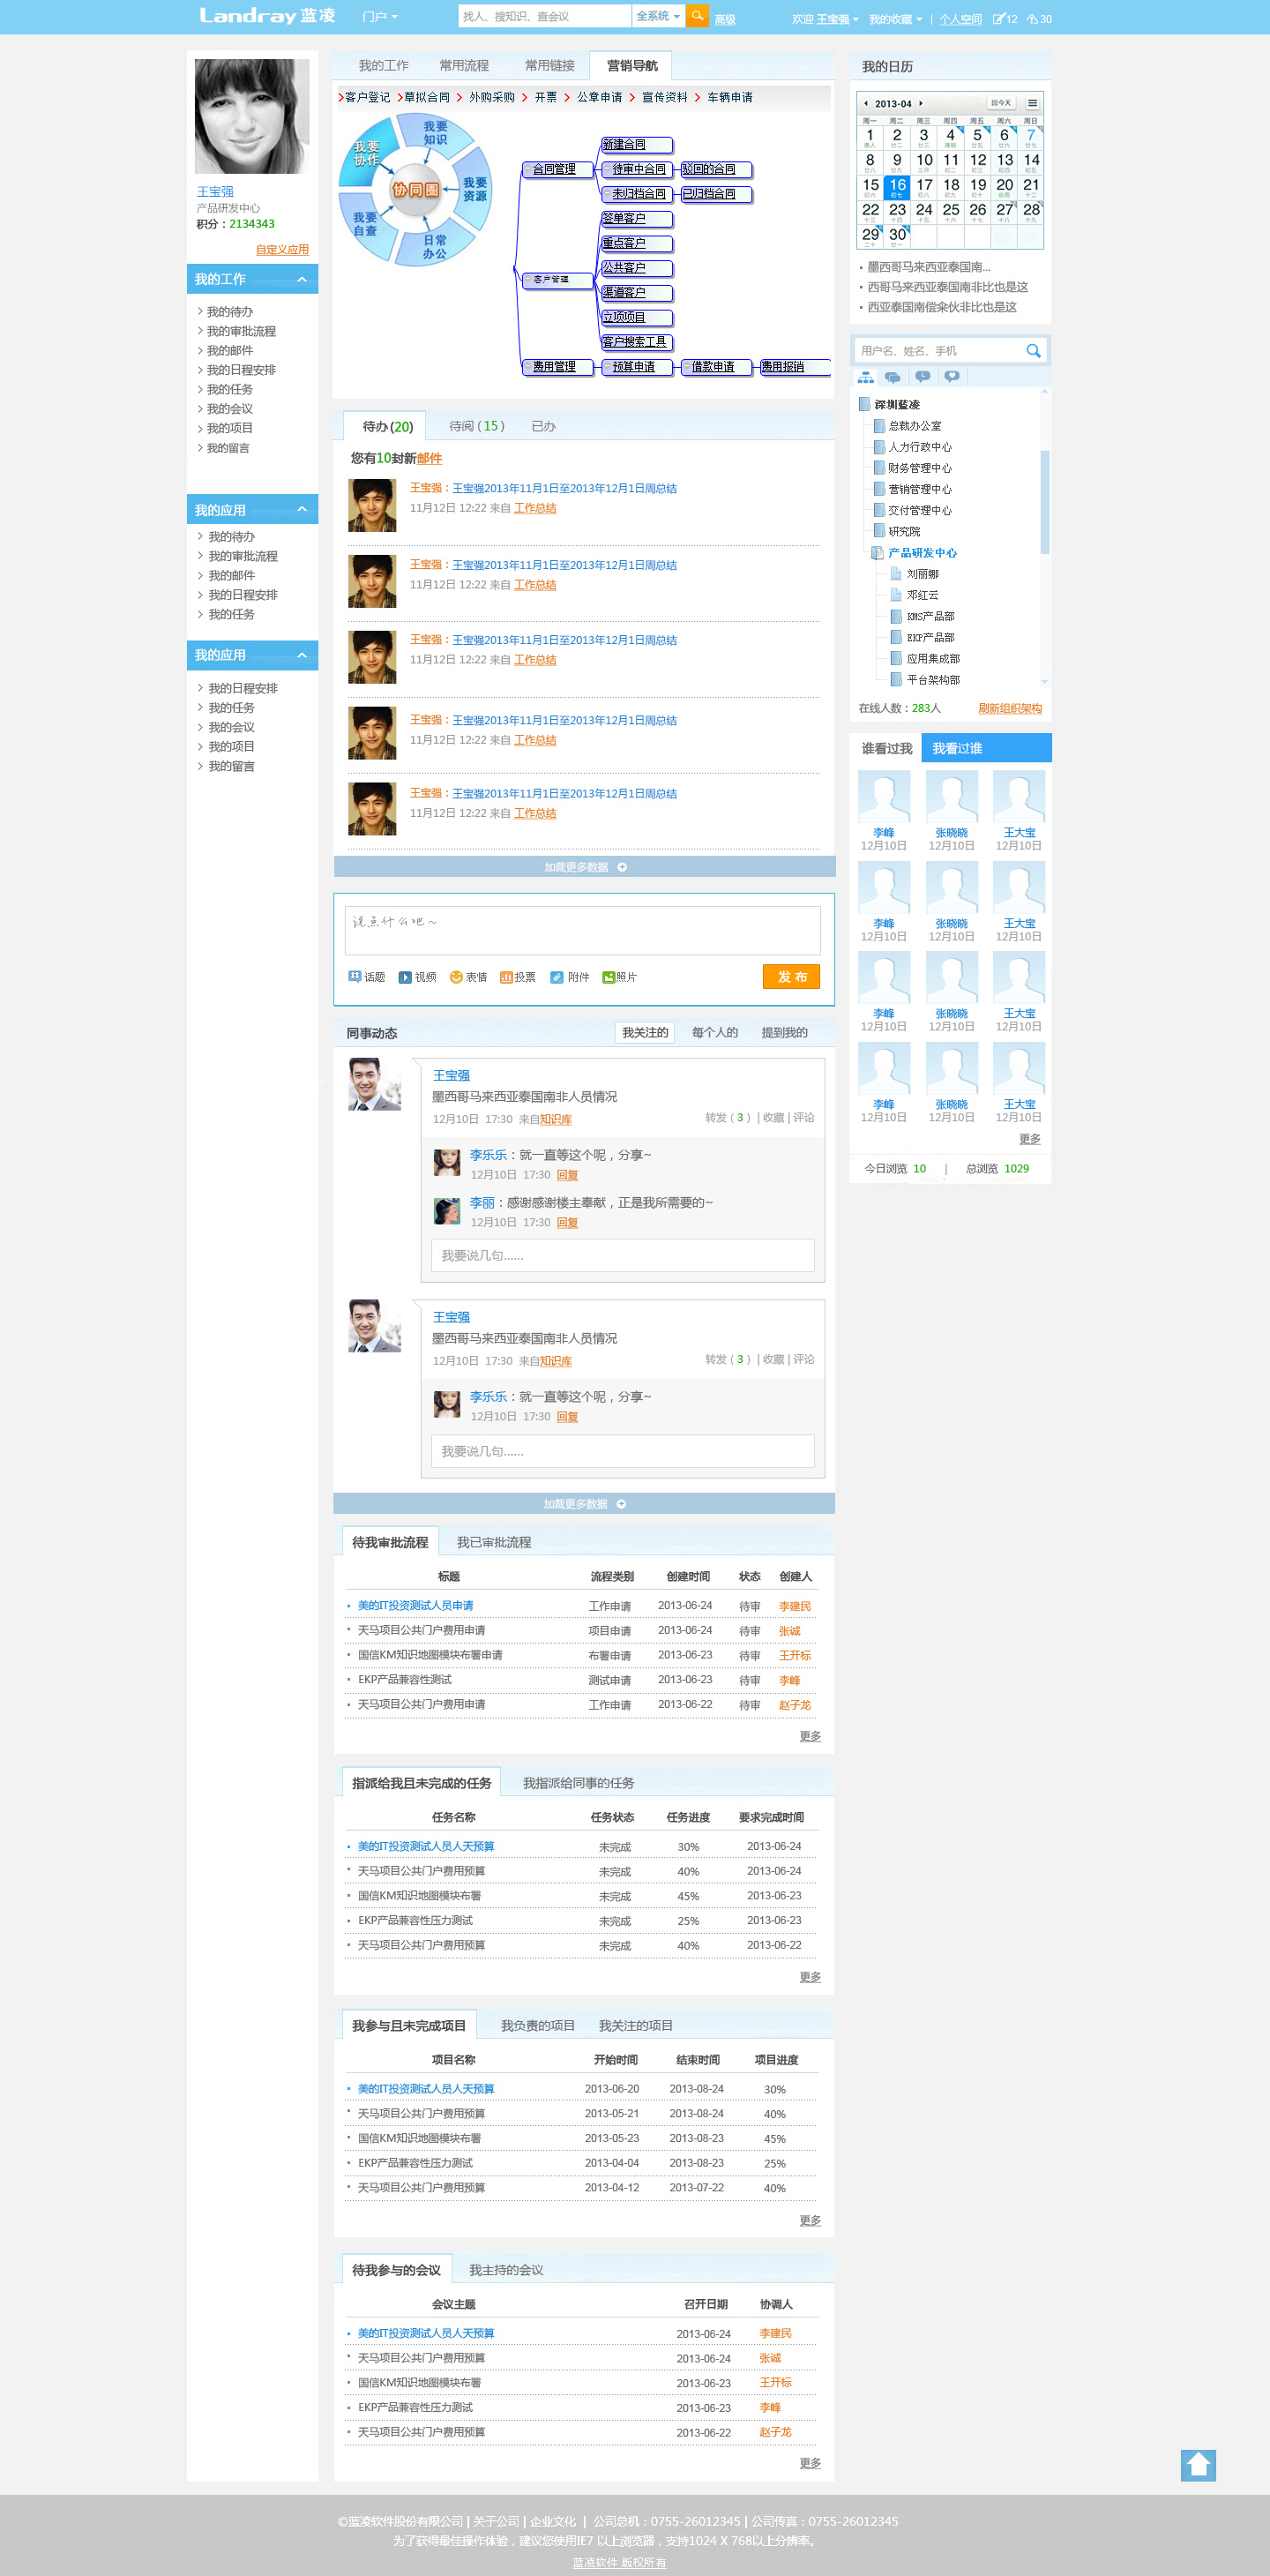 Landray 蓝凌 门户
找人、搜知识、查会议 全系统 高级
欢迎 王宝强 我的收藏 | 个人空间 12 30
王宝强
产品研发中心
积分：2134343
自定义应用
我的工作
我的待办
我的审批流程
我的邮件
我的日程安排
我的任务
我的会议
我的项目
我的留言
我的应用
我的待办
我的审批流程
我的邮件
我的日程安排
我的任务
我的应用
我的日程安排
我的任务
我的会议
我的项目
我的留言
我的工作 常用流程 常用链接 营销导航
客户登记 草拟合同 外购采购 开票 公章申请 宣传资料 车辆申请
我要协作
我要知识
我要资源
日常办公
我要自查
协同圈
合同管理
新建合同
待审中合同 驳回的合同
未归档合同 已归档合同
客户管理
签单客户
重点客户
公共客户
渠道客户
立项项目
客户搜索工具
费用管理 预算申请 借款申请 费用报销
待办(20) 待阅(15) 已办
您有10封新邮件
王宝强：王宝强2013年11月1日至2013年12月1日周总结
11月12日 12:22 来自 工作总结
王宝强：王宝强2013年11月1日至2013年12月1日周总结
11月12日 12:22 来自 工作总结
王宝强：王宝强2013年11月1日至2013年12月1日周总结
11月12日 12:22 来自 工作总结
王宝强：王宝强2013年11月1日至2013年12月1日周总结
11月12日 12:22 来自 工作总结
王宝强：王宝强2013年11月1日至2013年12月1日周总结
11月12日 12:22 来自 工作总结
加载更多数据
说点什么吧~
话题 视频 表情 投票 附件 照片 发布
同事动态 我关注的 每个人的 提到我的
王宝强
墨西哥马来西亚泰国南非人员情况
12月10日 17:30 来自知识库 转发（3）| 收藏 | 评论
李乐乐：就一直等这个呢，分享~
12月10日 17:30 回复
李丽：感谢感谢楼主奉献，正是我所需要的~
12月10日 17:30 回复
我要说几句......
王宝强
墨西哥马来西亚泰国南非人员情况
12月10日 17:30 来自知识库 转发（3）| 收藏 | 评论
李乐乐：就一直等这个呢，分享~
12月10日 17:30 回复
我要说几句......
加载更多数据
待我审批流程 我已审批流程
标题 流程类别 创建时间 状态 创建人
美的IT投资测试人员申请 工作申请 2013-06-24 待审 李建民
天马项目公共门户费用申请 项目申请 2013-06-24 待审 张诚
国信KM知识地图模块布署申请 布署申请 2013-06-23 待审 王开标
EKP产品兼容性测试 测试申请 2013-06-23 待审 李峰
天马项目公共门户费用申请 工作申请 2013-06-22 待审 赵子龙
更多
指派给我且未完成的任务 我指派给同事的任务
任务名称 任务状态 任务进度 要求完成时间
美的IT投资测试人员人天预算 未完成 30% 2013-06-24
天马项目公共门户费用预算 未完成 40% 2013-06-24
国信KM知识地图模块布署 未完成 45% 2013-06-23
EKP产品兼容性压力测试 未完成 25% 2013-06-23
天马项目公共门户费用预算 未完成 40% 2013-06-22
更多
我参与且未完成项目 我负责的项目 我关注的项目
项目名称 开始时间 结束时间 项目进度
美的IT投资测试人员人天预算 2013-06-20 2013-08-24 30%
天马项目公共门户费用预算 2013-05-21 2013-08-24 40%
国信KM知识地图模块布署 2013-05-23 2013-08-23 45%
EKP产品兼容性压力测试 2013-04-04 2013-08-23 25%
天马项目公共门户费用预算 2013-04-12 2013-07-22 40%
更多
待我参与的会议 我主持的会议
会议主题 召开日期 协调人
美的IT投资测试人员人天预算 2013-06-24 李建民
天马项目公共门户费用预算 2013-06-24 张诚
国信KM知识地图模块布署 2013-06-23 王开标
EKP产品兼容性压力测试 2013-06-23 李峰
天马项目公共门户费用预算 2013-06-22 赵子龙
更多
我的日历
2013-04 回今天
周一 周二 周三 周四 周五 周六 周日
1 2 3 4 5 6 7
愚人 廿二 廿三 清明 廿五 廿六 廿七
8 9 10 11 12 13 14
15 16 17 18 19 20 21
22 23 24 25 26 27 28
29 30
二十 廿一
墨西哥马来西亚泰国南...
西哥马来西亚泰国南非比也是这
西亚泰国南偿伞伙非比也是这
用户名、姓名、手机
深圳蓝凌
总裁办公室
人力行政中心
财务管理中心
营销管理中心
交付管理中心
研究院
产品研发中心
刘丽娜
邓红云
KMS产品部
EKP产品部
应用集成部
平台架构部
在线人数：283人 刷新组织架构
谁看过我 我看过谁
李峰 张晓晓 王大宝
12月10日 12月10日 12月10日
李峰 张晓晓 王大宝
12月10日 12月10日 12月10日
李峰 张晓晓 王大宝
12月10日 12月10日 12月10日
李峰 张晓晓 王大宝
12月10日 12月10日 12月10日
更多
今日浏览 10 | 总浏览 1029
©蓝凌软件股份有限公司 | 关于公司 | 企业文化 | 公司总机：0755-26012345 | 公司传真：0755-26012345
为了获得最佳操作体验，建议您使用IE7 以上浏览器，支持1024 X 768以上分辨率。
蓝凌软件 版权所有